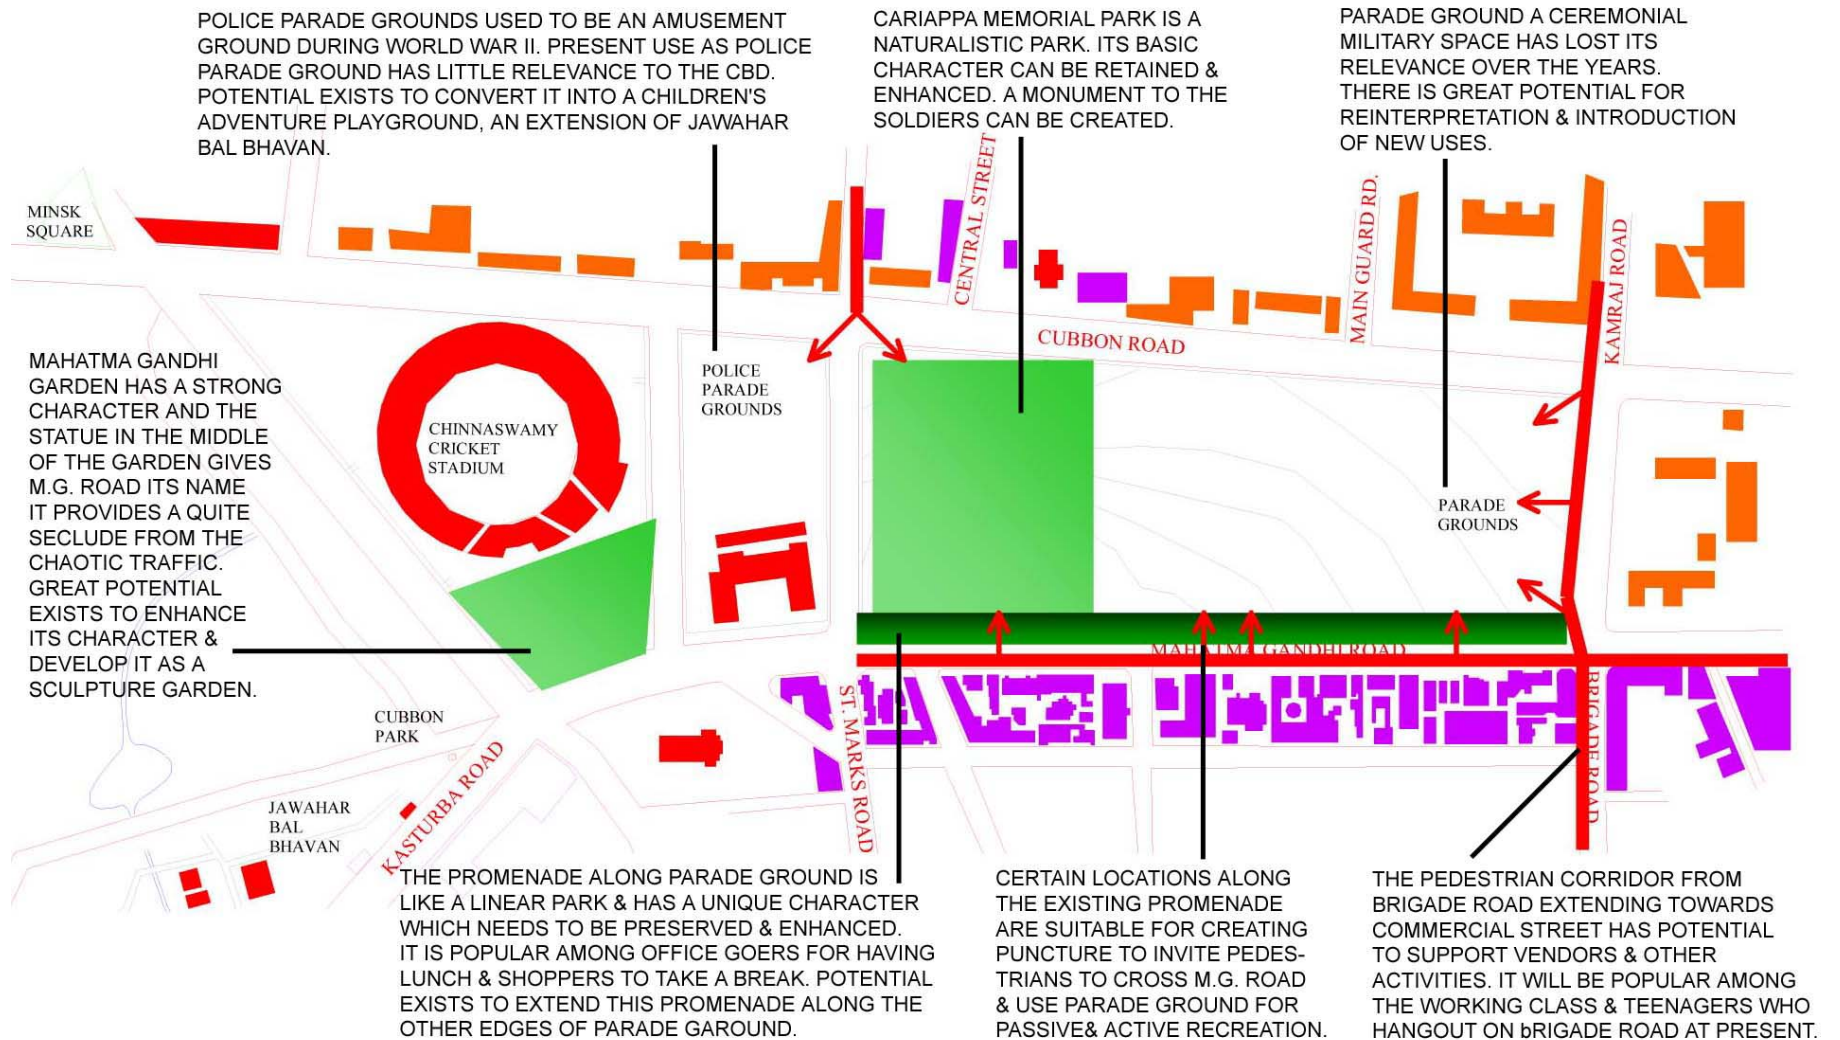 POLICE PARADE GROUNDS USED TO BE AN AMUSEMENT
GROUND DURING WORLD WAR II. PRESENT USE AS POLICE
PARADE GROUND HAS LITTLE RELEVANCE TO THE CBD.
POTENTIAL EXISTS TO CONVERT IT INTO A CHILDREN'S
ADVENTURE PLAYGROUND, AN EXTENSION OF JAWAHAR
BAL BHAVAN.
CARIAPPA MEMORIAL PARK IS A
NATURALISTIC PARK. ITS BASIC
CHARACTER CAN BE RETAINED &
ENHANCED. A MONUMENT TO THE
SOLDIERS CAN BE CREATED.
PARADE GROUND A CEREMONIAL
MILITARY SPACE HAS LOST ITS
RELEVANCE OVER THE YEARS.
THERE IS GREAT POTENTIAL FOR
REINTERPRETATION & INTRODUCTION
OF NEW USES.
MINSK
SQUARE
CENTRAL STREET
MAIN GUARD RD.
KAMRAJ ROAD
CUBBON ROAD
MAHATMA GANDHI
GARDEN HAS A STRONG
CHARACTER AND THE
STATUE IN THE MIDDLE
OF THE GARDEN GIVES
M.G. ROAD ITS NAME
IT PROVIDES A QUITE
SECLUDE FROM THE
CHAOTIC TRAFFIC.
GREAT POTENTIAL
EXISTS TO ENHANCE
ITS CHARACTER &
DEVELOP IT AS A
SCULPTURE GARDEN.
CHINNASWAMY
CRICKET
STADIUM
POLICE
PARADE
GROUNDS
PARADE
GROUNDS
MAHATMA GANDHI ROAD
CUBBON
PARK
KASTURBA ROAD
ST. MARKS ROAD
BRIGADE ROAD
JAWAHAR
BAL
BHAVAN
THE PROMENADE ALONG PARADE GROUND IS
LIKE A LINEAR PARK & HAS A UNIQUE CHARACTER
WHICH NEEDS TO BE PRESERVED & ENHANCED.
IT IS POPULAR AMONG OFFICE GOERS FOR HAVING
LUNCH & SHOPPERS TO TAKE A BREAK. POTENTIAL
EXISTS TO EXTEND THIS PROMENADE ALONG THE
OTHER EDGES OF PARADE GAROUND.
CERTAIN LOCATIONS ALONG
THE EXISTING PROMENADE
ARE SUITABLE FOR CREATING
PUNCTURE TO INVITE PEDES-
TRIANS TO CROSS M.G. ROAD
& USE PARADE GROUND FOR
PASSIVE& ACTIVE RECREATION.
THE PEDESTRIAN CORRIDOR FROM
BRIGADE ROAD EXTENDING TOWARDS
COMMERCIAL STREET HAS POTENTIAL
TO SUPPORT VENDORS & OTHER
ACTIVITIES. IT WILL BE POPULAR AMONG
THE WORKING CLASS & TEENAGERS WHO
HANGOUT ON bRIGADE ROAD AT PRESENT.